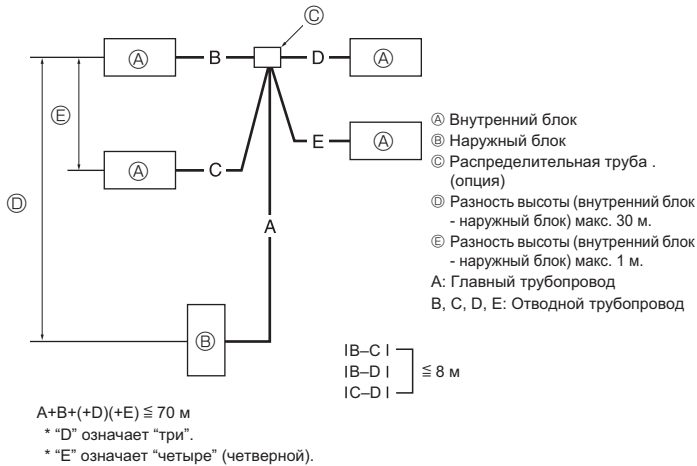 Ⓒ
Ⓐ B D Ⓐ
Ⓔ
Ⓐ C E Ⓐ
Ⓓ
A
Ⓑ
Ⓐ Внутренний блок
Ⓑ Наружный блок
Ⓒ Распределительная труба .
(опция)
Ⓓ Разность высоты (внутренний блок
- наружный блок) макс. 30 м.
Ⓔ Разность высоты (внутренний блок
- наружный блок) макс. 1 м.
A: Главный трубопровод
B, C, D, E: Отводной трубопровод
IB–C I
IB–D I ≦ 8 м
IC–D I
A+B+(+D)(+E) ≦ 70 м
* “D” означает “три”.
* “E” означает “четыре” (четверной).